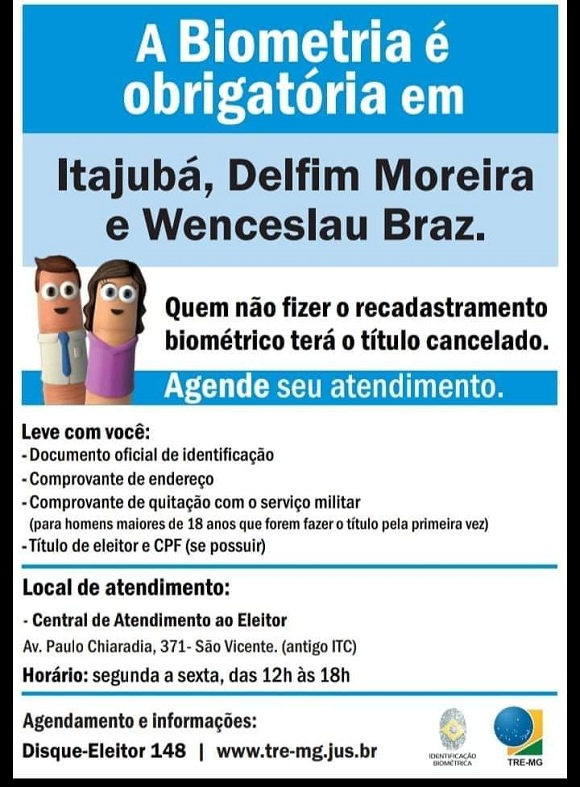 A Biometria é
obrigatória em
Itajubá, Delfim Moreira
e Wenceslau Braz.
Quem não fizer o recadastramento
biométrico terá o título cancelado.
Agende seu atendimento.
Leve com você:
- Documento oficial de identificação
- Comprovante de endereço
- Comprovante de quitação com o serviço militar
(para homens maiores de 18 anos que forem fazer o título pela primeira vez)
- Título de eleitor e CPF (se possuir)
Local de atendimento:
- Central de Atendimento ao Eleitor
Av. Paulo Chiaradia, 371- São Vicente. (antigo ITC)
Horário: segunda a sexta, das 12h às 18h
Agendamento e informações:
Disque-Eleitor 148 | www.tre-mg.jus.br
IDENTIFICAÇÃO
BIOMÉTRICA
TRE-MG